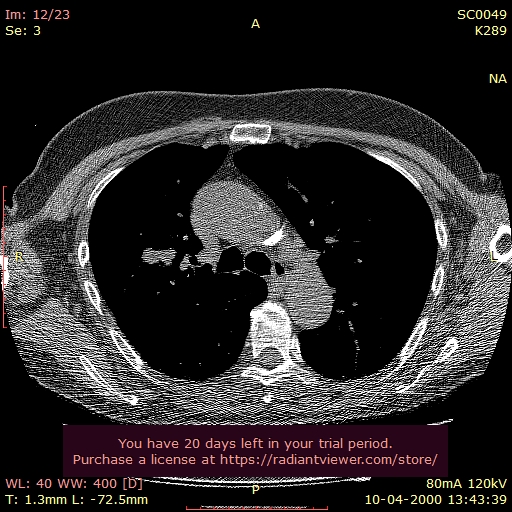 Im: 12/23
Se: 3
A
SC0049
K289
NA
R
L
You have 20 days left in your trial period.
Purchase a license at https://radiantviewer.com/store/
WL: 40 WW: 400 [D]
T: 1.3mm L: -72.5mm
P
80mA 120kV
10-04-2000 13:43:39